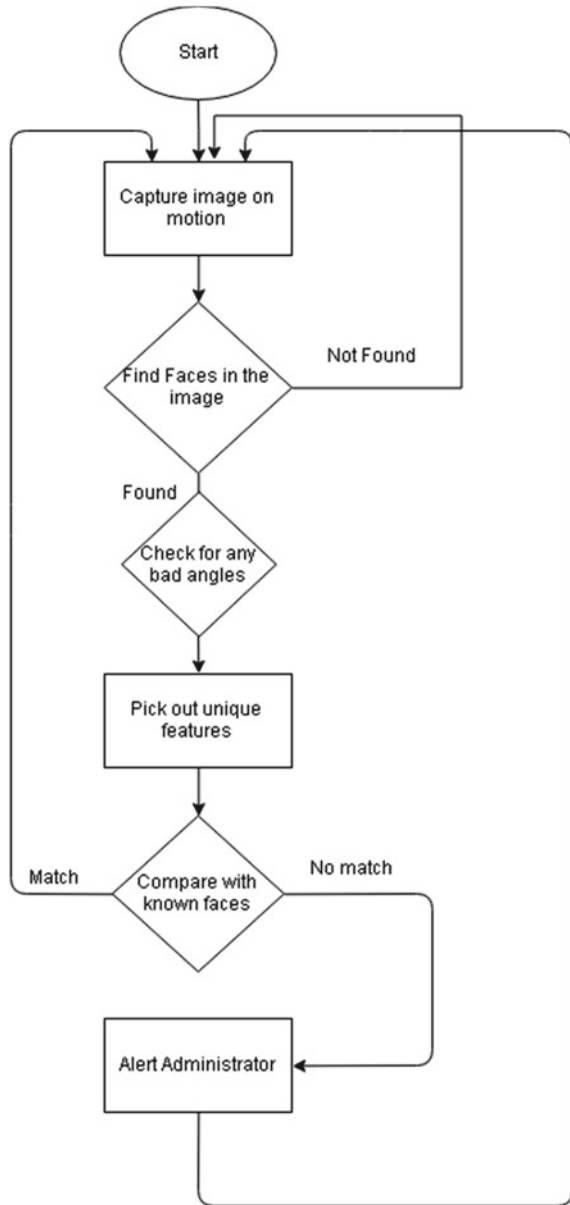 Start
Capture image on
motion
Find Faces in the
image
Not Found
Found
Check for any
bad angles
Pick out unique
features
Compare with
known faces
Match
No match
Alert Administrator